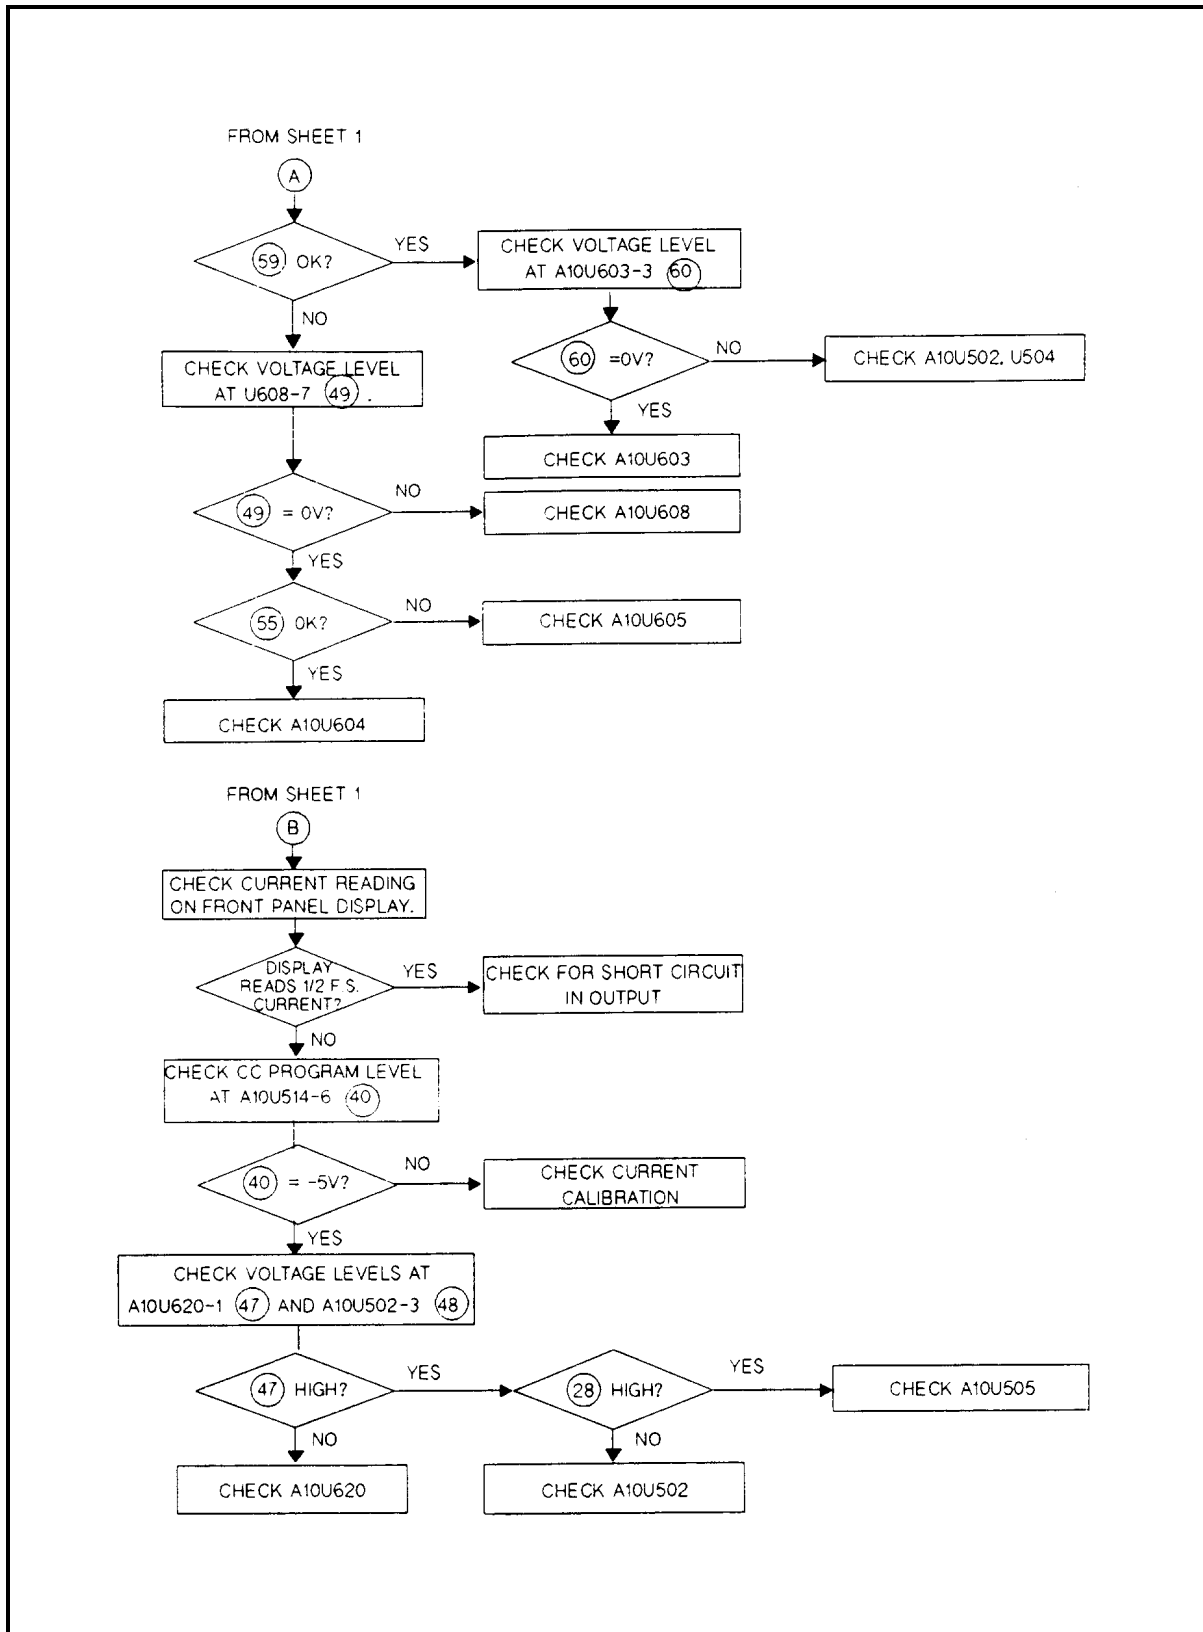 FROM SHEET 1
A
59 OK?
YES
CHECK VOLTAGE LEVEL
AT A10U603-3 60
NO
60 =0V?
NO
CHECK A10U502. U504
YES
CHECK A10U603
CHECK VOLTAGE LEVEL
AT U608-7 49 .
49 = 0V?
NO
CHECK A10U608
YES
55 OK?
NO
CHECK A10U605
YES
CHECK A10U604
FROM SHEET 1
B
CHECK CURRENT READING
ON FRONT PANEL DISPLAY.
DISPLAY
READS 1/2 F.S.
CURRENT?
YES
CHECK FOR SHORT CIRCUIT
IN OUTPUT
NO
CHECK CC PROGRAM LEVEL
AT A10U514-6 40
40 = -5V?
NO
CHECK CURRENT
CALIBRATION
YES
CHECK VOLTAGE LEVELS AT
A10U620-1 47 AND A10U502-3 48
47 HIGH?
YES
28 HIGH?
YES
CHECK A10U505
NO
CHECK A10U620
NO
CHECK A10U502